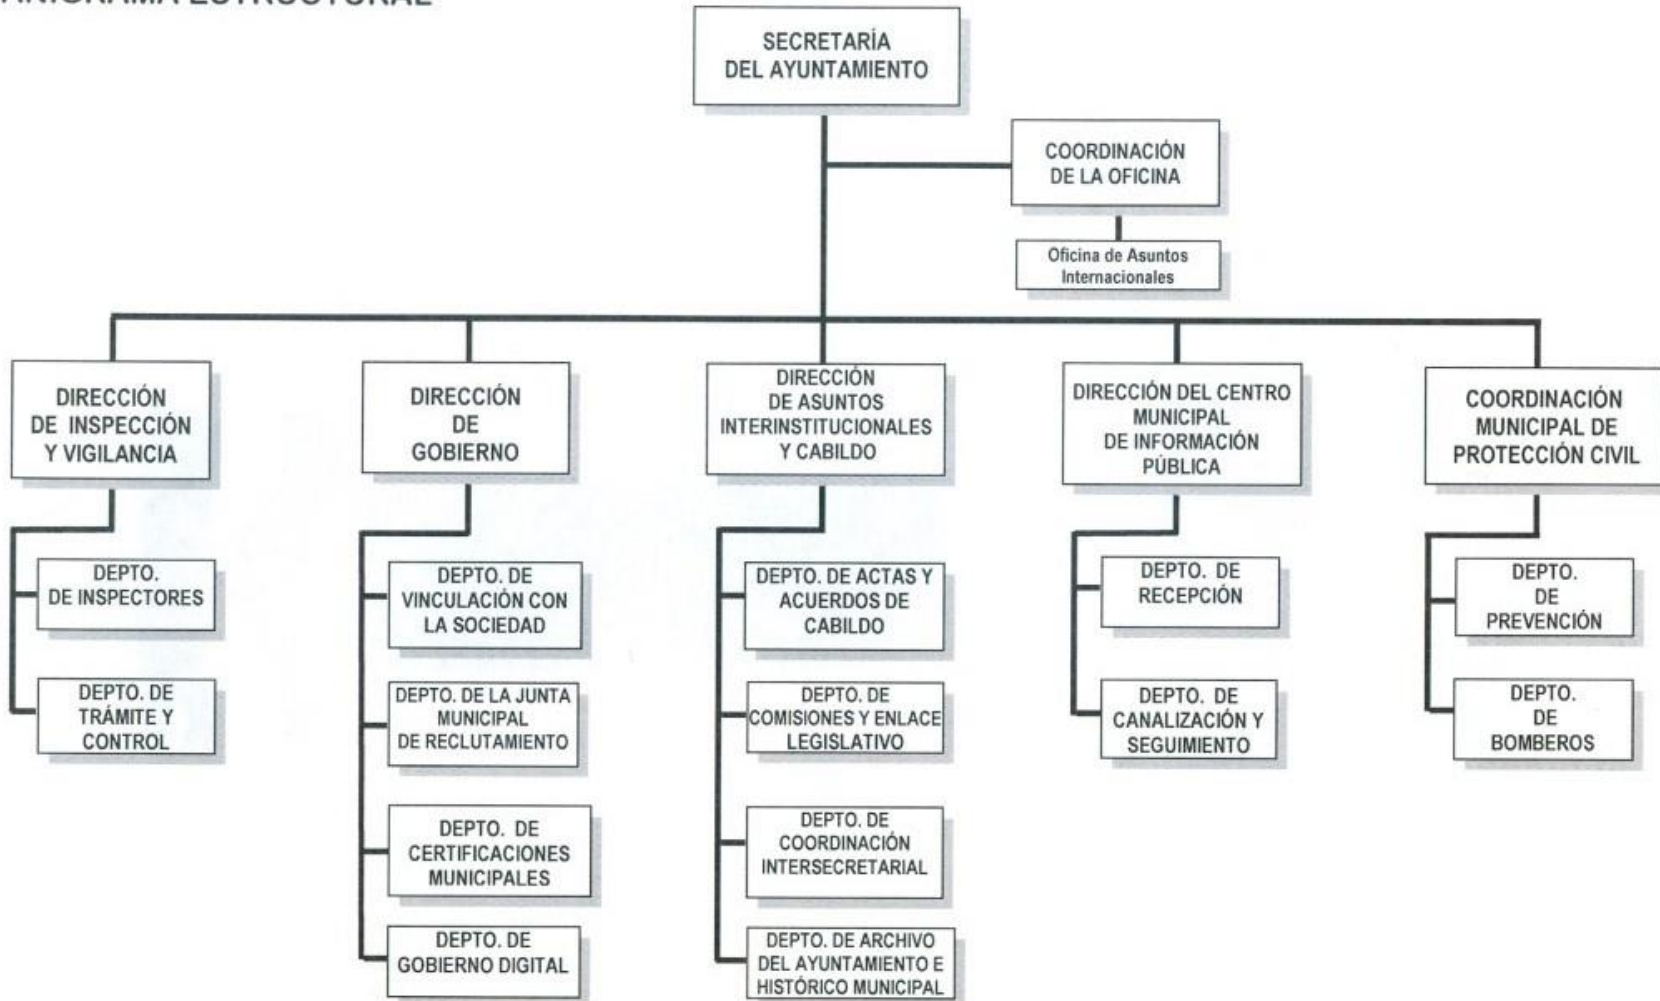 SECRETARÍA
DEL AYUNTAMIENTO
COORDINACIÓN
DE LA OFICINA
Oficina de Asuntos
Internacionales
DIRECCIÓN
DE INSPECCIÓN
Y VIGILANCIA
DEPTO.
DE INSPECTORES
DEPTO. DE
TRÁMITE Y
CONTROL
DIRECCIÓN
DE
GOBIERNO
DEPTO. DE
VINCULACIÓN CON
LA SOCIEDAD
DEPTO. DE LA JUNTA
MUNICIPAL
DE RECLUTAMIENTO
DEPTO. DE
CERTIFICACIONES
MUNICIPALES
DEPTO. DE
GOBIERNO DIGITAL
DIRECCIÓN
DE ASUNTOS
INTERINSTITUCIONALES
Y CABILDO
DEPTO. DE ACTAS Y
ACUERDOS DE
CABILDO
DEPTO. DE
COMISIONES Y ENLACE
LEGISLATIVO
DEPTO. DE
COORDINACIÓN
INTERSECRETARIAL
DEPTO. DE ARCHIVO
DEL AYUNTAMIENTO E
HISTÓRICO MUNICIPAL
DIRECCIÓN DEL CENTRO
MUNICIPAL
DE INFORMACIÓN
PÚBLICA
DEPTO. DE
RECEPCIÓN
DEPTO. DE
CANALIZACIÓN Y
SEGUIMIENTO
COORDINACIÓN
MUNICIPAL DE
PROTECCIÓN CIVIL
DEPTO.
DE
PREVENCIÓN
DEPTO.
DE
BOMBEROS